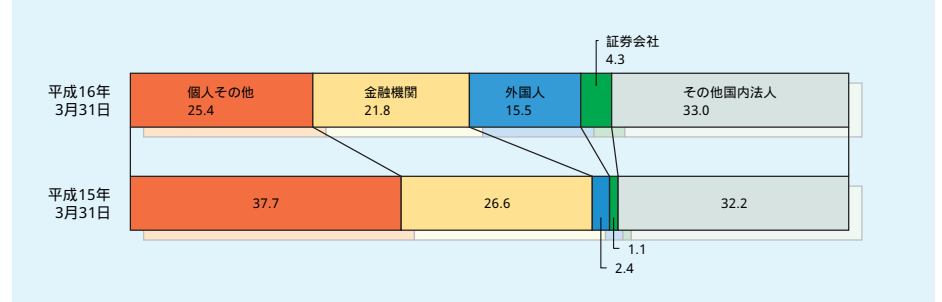 証券会社
4.3
平成16年
3月31日
個人その他
25.4
金融機関
21.8
外国人
15.5
その他国内法人
33.0
平成15年
3月31日
37.7
26.6
32.2
1.1
2.4